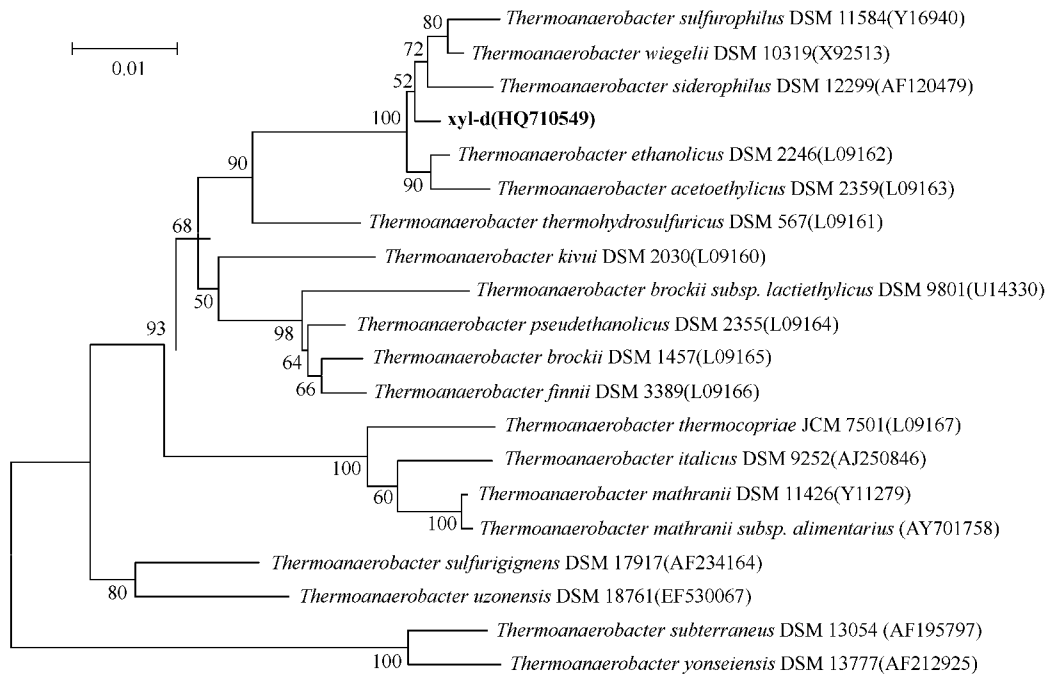 80
Thermoanaerobacter sulfurophilus DSM 11584(Y16940)
0.01
72
Thermoanaerobacter wiegelii DSM 10319(X92513)
52
Thermoanaerobacter siderophilus DSM 12299(AF120479)
100
xyl-d(HQ710549)
Thermoanaerobacter ethanolicus DSM 2246(L09162)
90
90
Thermoanaerobacter acetoethylicus DSM 2359(L09163)
68
Thermoanaerobacter thermohydrosulfuricus DSM 567(L09161)
Thermoanaerobacter kivui DSM 2030(L09160)
50
Thermoanaerobacter brockii subsp. lactiethylicus DSM 9801(U14330)
93
98
Thermoanaerobacter pseudethanolicus DSM 2355(L09164)
64
Thermoanaerobacter brockii DSM 1457(L09165)
66
Thermoanaerobacter finnii DSM 3389(L09166)
Thermoanaerobacter thermocopriae JCM 7501(L09167)
100
Thermoanaerobacter italicus DSM 9252(AJ250846)
60
Thermoanaerobacter mathranii DSM 11426(Y11279)
100
Thermoanaerobacter mathranii subsp. alimentarius (AY701758)
Thermoanaerobacter sulfurigignens DSM 17917(AF234164)
80
Thermoanaerobacter uzonensis DSM 18761(EF530067)
Thermoanaerobacter subterraneus DSM 13054 (AF195797)
100
Thermoanaerobacter yonseiensis DSM 13777(AF212925)